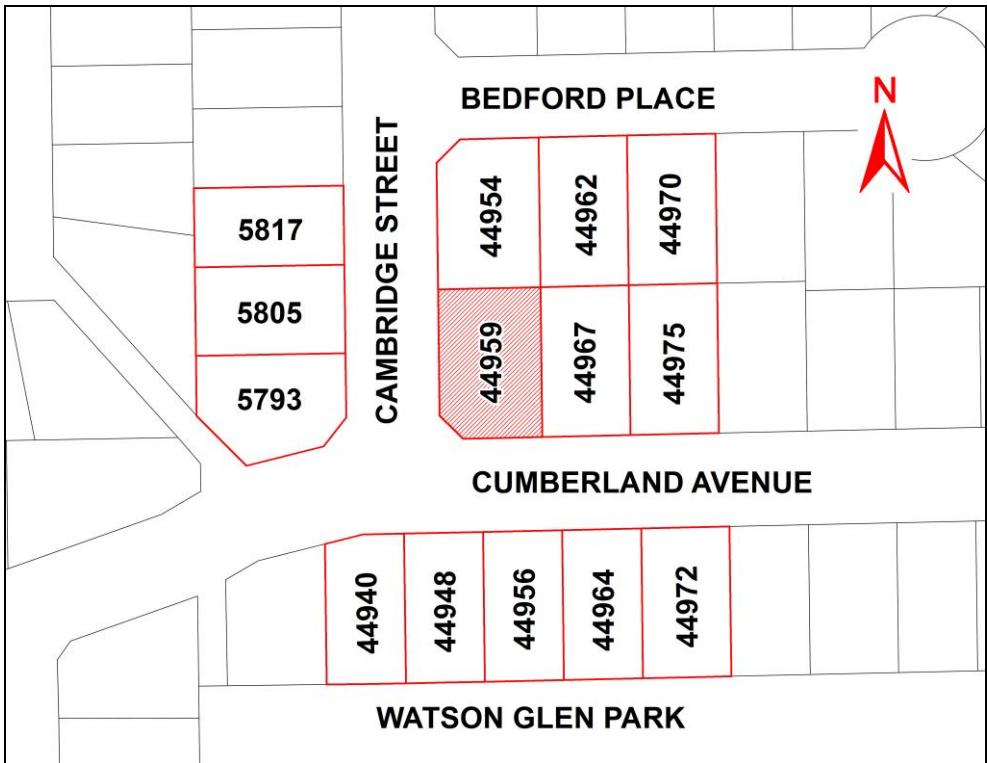 BEDFORD PLACE
N
CAMBRIDGE STREET
44954
44962
44970
5817
5805
5793
44959
44967
44975
CUMBERLAND AVENUE
44940
44948
44956
44964
44972
WATSON GLEN PARK